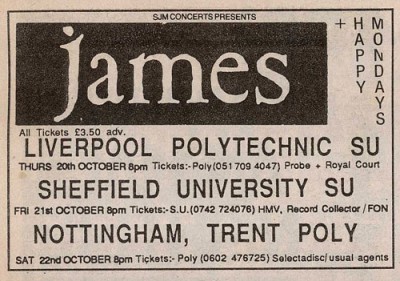 SJM CONCERTS PRESENTS
james
+ HAPPY
MONDAYS
All Tickets £3.50 adv.
LIVERPOOL POLYTECHNIC SU
THURS 20th OCTOBER 8pm Tickets:-Poly(051 709 4047) Probe + Royal Court
SHEFFIELD UNIVERSITY SU
FRI 21st OCTOBER 8pm Tickets:-S.U.(0742 724076) HMV, Record Collector/FON
NOTTINGHAM, TRENT POLY
SAT 22nd OCTOBER 8pm Tickets:- Poly (0602 476725) Selectadisc/usual agents